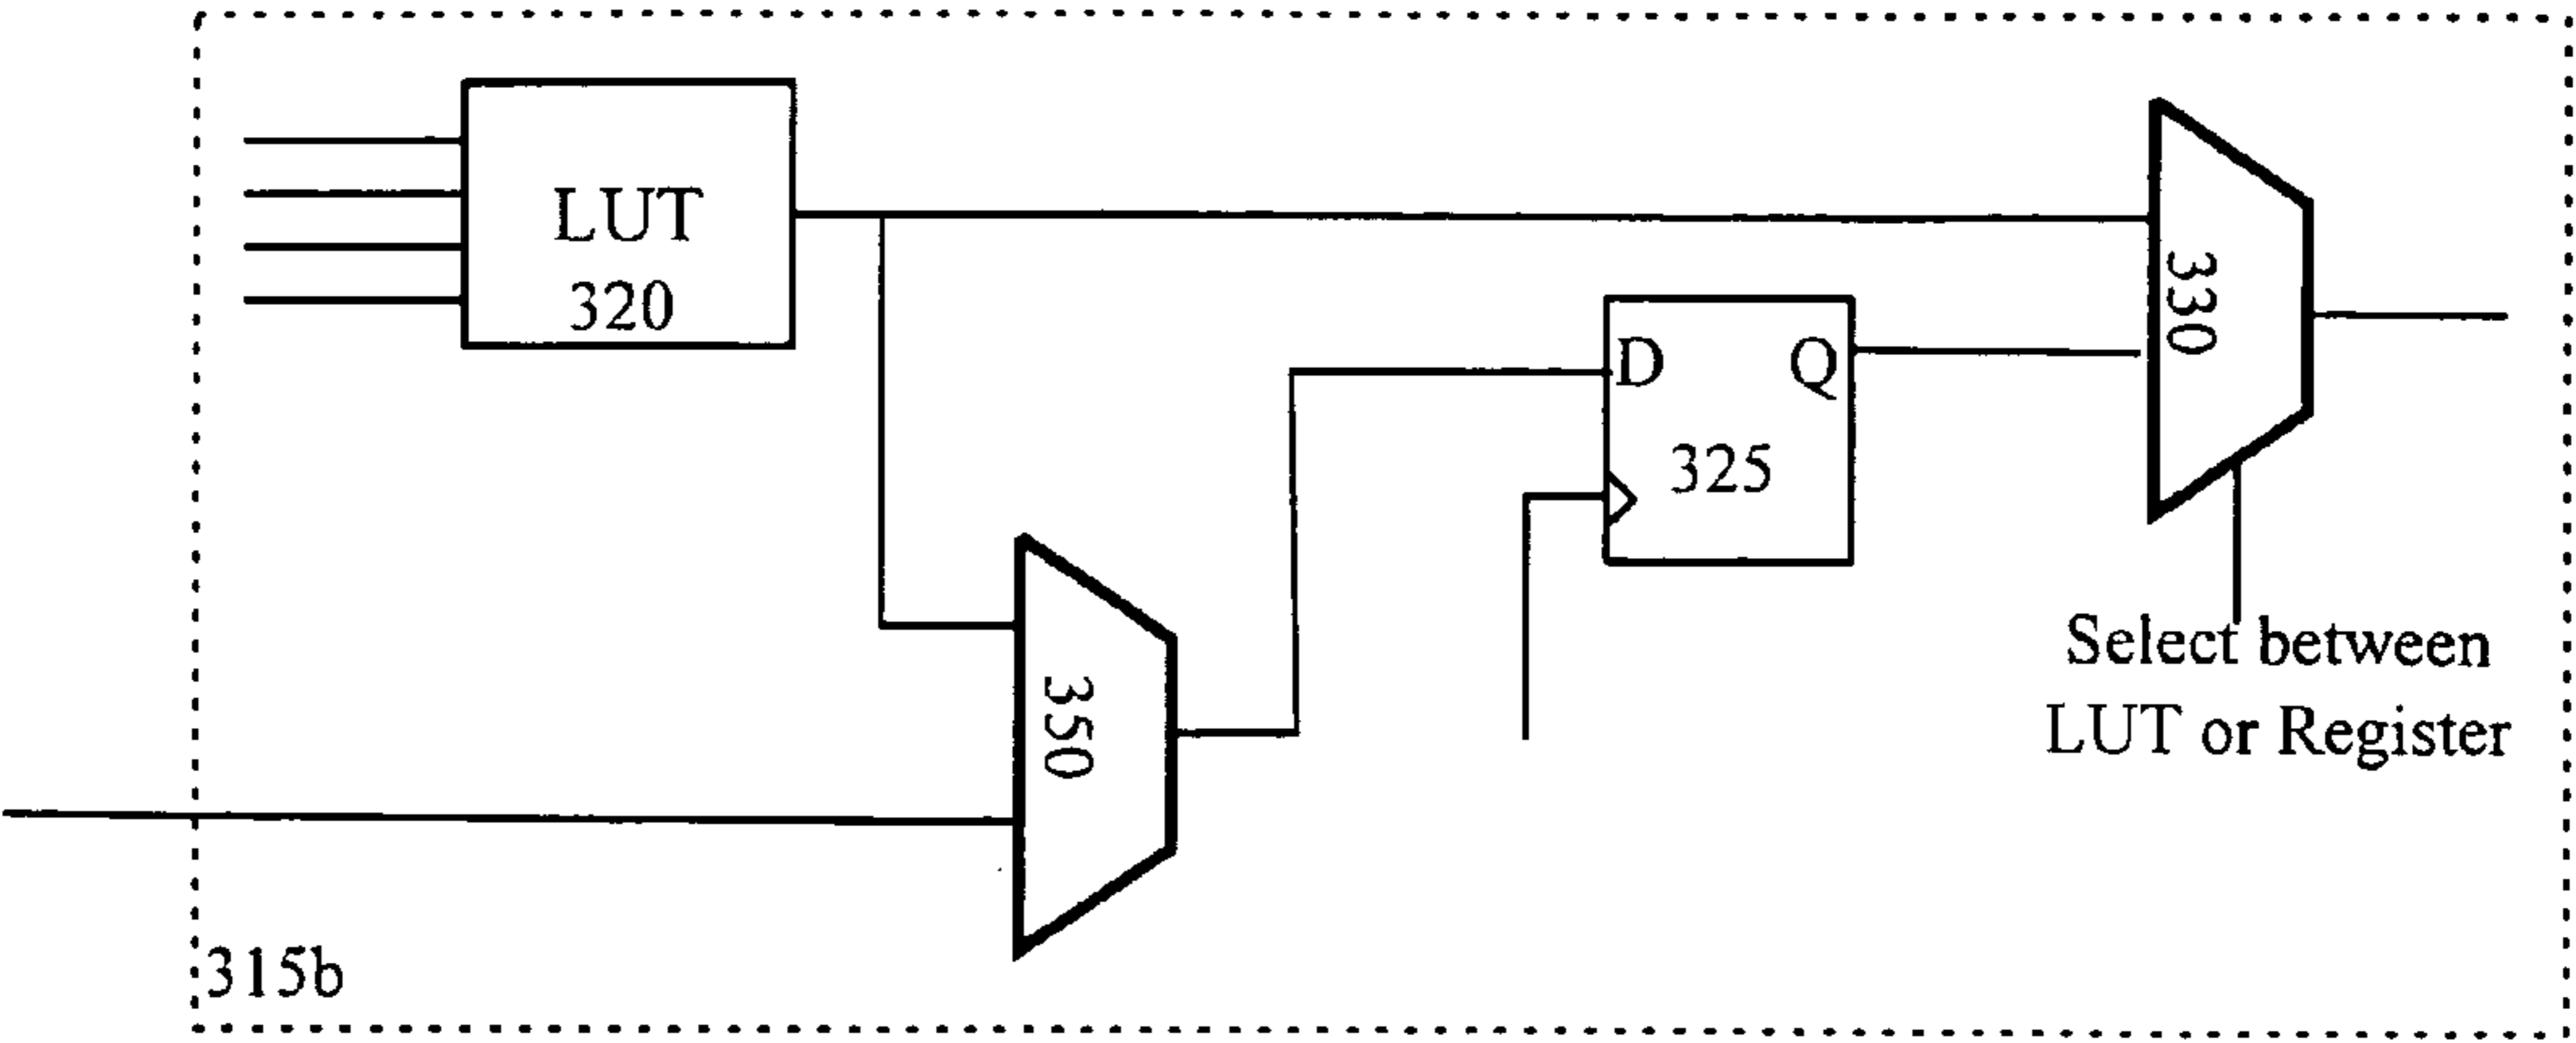 LUT
320
330
D Q
325
350
Select between
LUT or Register
315b